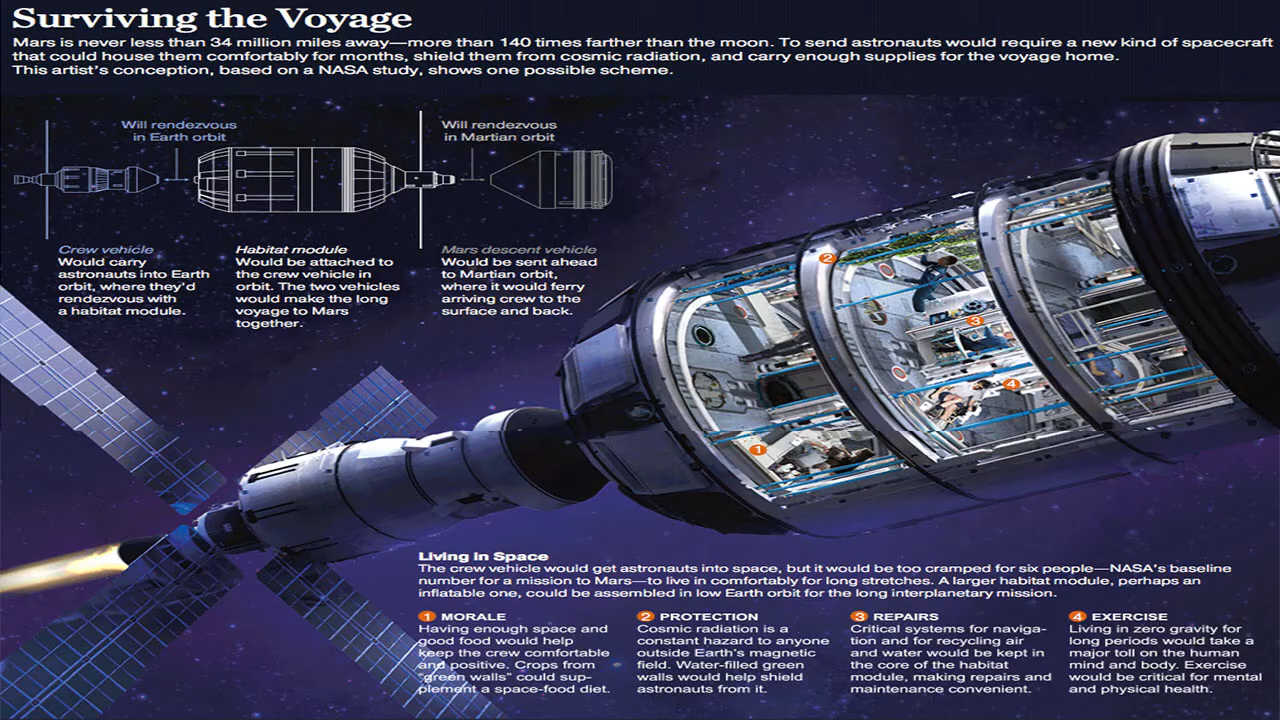 Surviving the Voyage
Mars is never less than 34 million miles away—more than 140 times farther than the moon. To send astronauts would require a new kind of spacecraft
that could house them comfortably for months, shield them from cosmic radiation, and carry enough supplies for the voyage home.
This artist's conception, based on a NASA study, shows one possible scheme.
Will rendezvous
in Earth orbit
Will rendezvous
in Martian orbit
Crew vehicle
Would carry
astronauts into Earth
orbit, where they'd
rendezvous with
a habitat module.
Habitat module
Would be attached to
the crew vehicle in
orbit. The two vehicles
would make the long
voyage to Mars
together.
Mars descent vehicle
Would be sent ahead
to Martian orbit,
where it would ferry
arriving crew to the
surface and back.
2
3
4
1
Living in Space
The crew vehicle would get astronauts into space, but it would be too cramped for six people—NASA's baseline
number for a mission to Mars—to live in comfortably for long stretches. A larger habitat module, perhaps an
inflatable one, could be assembled in low Earth orbit for the long interplanetary mission.
1 MORALE
Having enough space and
good food would help
keep the crew comfortable
and positive. Crops from
"green walls" could sup-
plement a space-food diet.
2 PROTECTION
Cosmic radiation is a
constant hazard to anyone
outside Earth's magnetic
field. Water-filled green
walls would help shield
astronauts from it.
3 REPAIRS
Critical systems for naviga-
tion and for recycling air
and water would be kept in
the core of the habitat
module, making repairs and
maintenance convenient.
4 EXERCISE
Living in zero gravity for
long periods would take a
major toll on the human
mind and body. Exercise
would be critical for mental
and physical health.